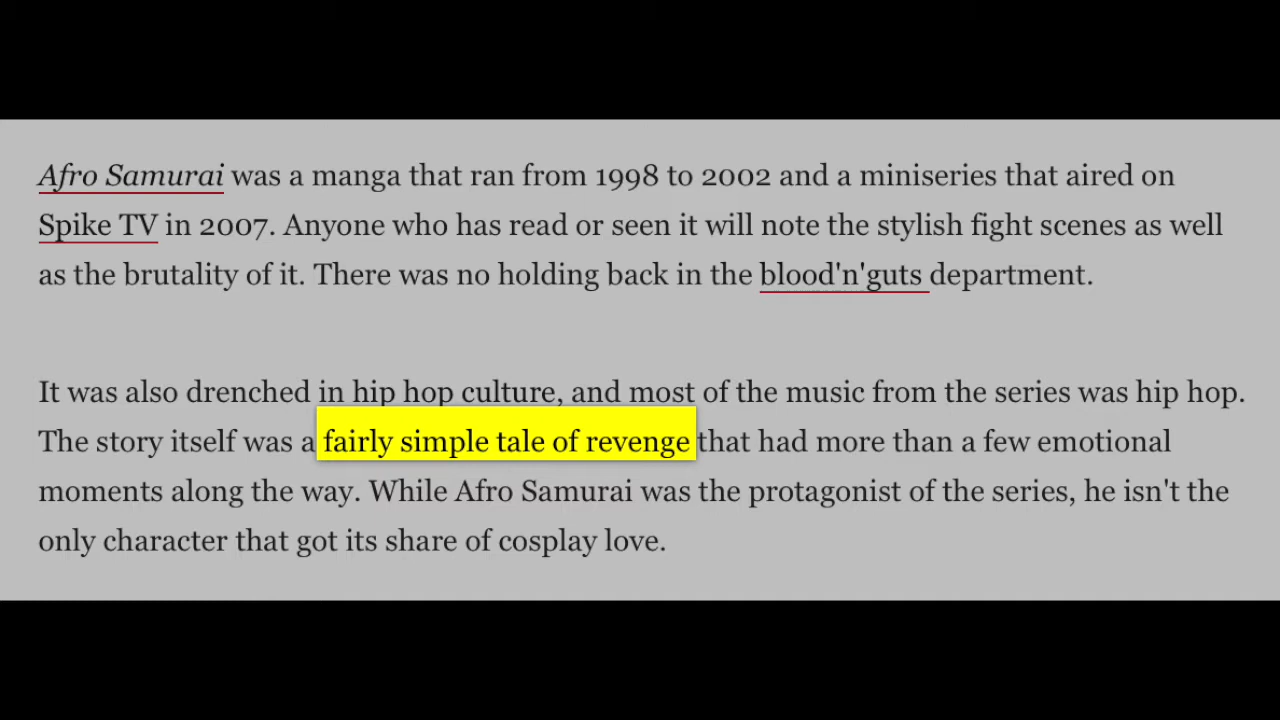 Afro Samurai was a manga that ran from 1998 to 2002 and a miniseries that aired on
Spike TV in 2007. Anyone who has read or seen it will note the stylish fight scenes as well
as the brutality of it. There was no holding back in the blood'n'guts department.
It was also drenched in hip hop culture, and most of the music from the series was hip hop.
The story itself was a fairly simple tale of revenge that had more than a few emotional
moments along the way. While Afro Samurai was the protagonist of the series, he isn't the
only character that got its share of cosplay love.